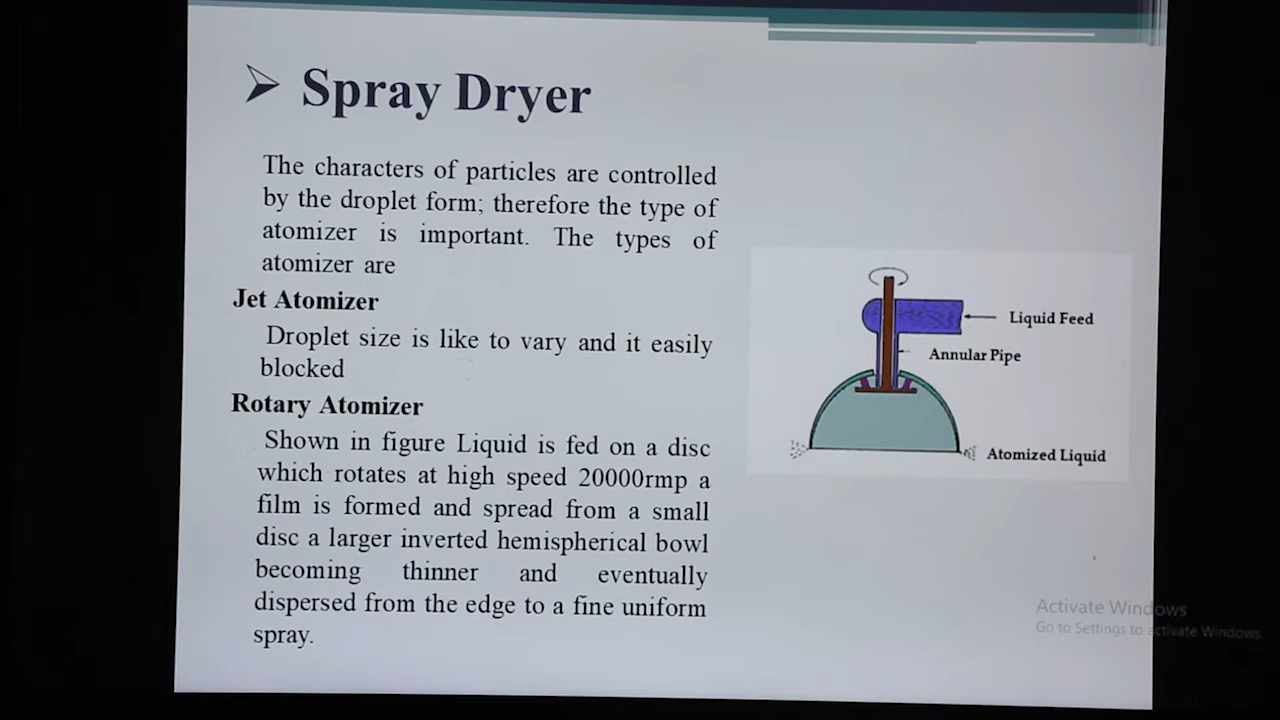 ➢ Spray Dryer
The characters of particles are controlled
by the droplet form; therefore the type of
atomizer is important. The types of
atomizer are
Jet Atomizer
Droplet size is like to vary and it easily
blocked
Rotary Atomizer
Shown in figure Liquid is fed on a disc
which rotates at high speed 20000rmp a
film is formed and spread from a small
disc a larger inverted hemispherical bowl
becoming thinner and eventually
dispersed from the edge to a fine uniform
spray.
Liquid Feed
Annular Pipe
Atomized Liquid
Activate Windows
Go to Settings to activate Windows.